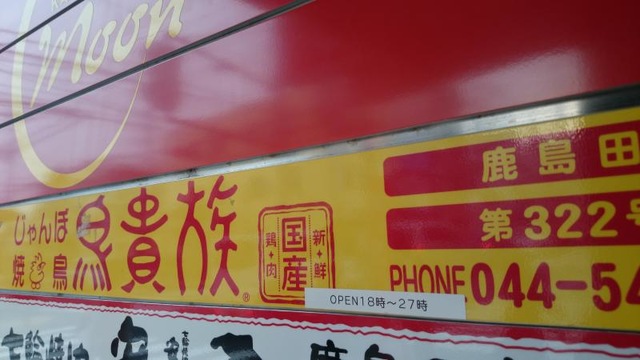 Moon
じゃんぼ
焼鳥
鳥貴族®
国産
新鮮
鶏肉
鹿島田
第322号
PHONE 044-54
OPEN18時～27時